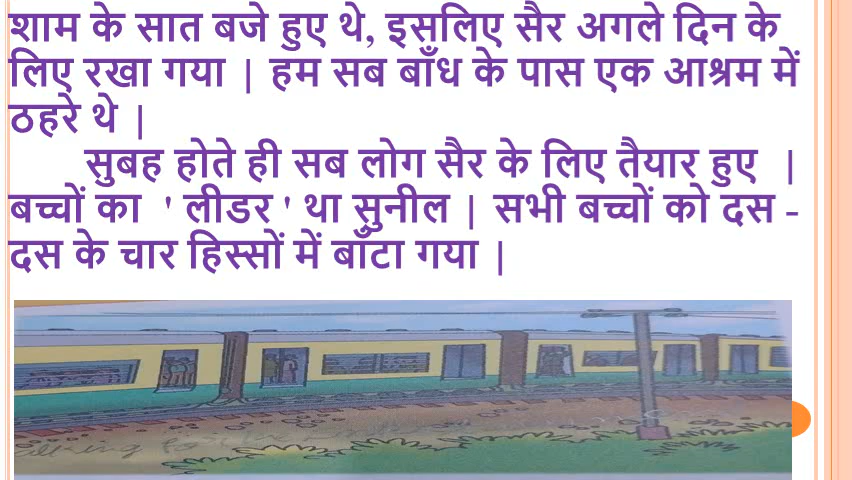 शाम के सात बजे हुए थे, इसलिए सैर अगले दिन के
लिए रखा गया | हम सब बाँध के पास एक आश्रम में
ठहरे थे |
सुबह होते ही सब लोग सैर के लिए तैयार हुए |
बच्चों का ' लीडर ' था सुनील | सभी बच्चों को दस -
दस के चार हिस्सों में बाँटा गया |